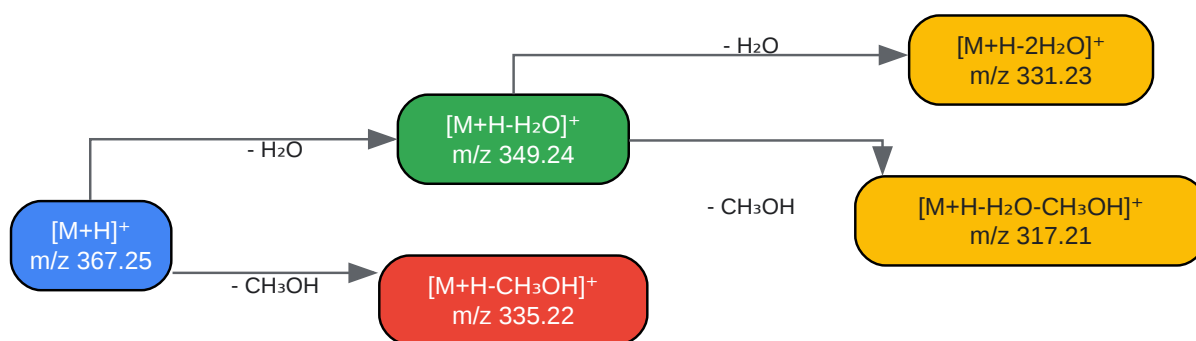 - H₂O
[M+H-2H₂O]⁺
m/z 331.23
[M+H-H₂O]⁺
m/z 349.24
- H₂O
- CH₃OH
[M+H-H₂O-CH₃OH]⁺
m/z 317.21
[M+H]⁺
m/z 367.25
- CH₃OH
[M+H-CH₃OH]⁺
m/z 335.22